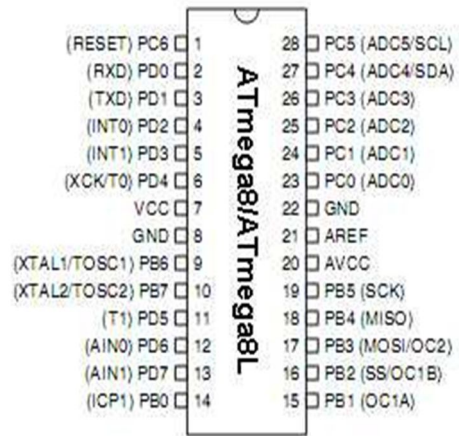 (RESET) PC6 1 28 PC5 (ADC5/SCL)
(RXD) PD0 2 27 PC4 (ADC4/SDA)
(TXD) PD1 3 26 PC3 (ADC3)
(INT0) PD2 4 25 PC2 (ADC2)
(INT1) PD3 5 24 PC1 (ADC1)
(XCK/T0) PD4 6 23 PC0 (ADC0)
VCC 7 22 GND
GND 8 21 AREF
(XTAL1/TOSC1) PB6 9 20 AVCC
(XTAL2/TOSC2) PB7 10 19 PB5 (SCK)
(T1) PD5 11 18 PB4 (MISO)
(AIN0) PD6 12 17 PB3 (MOSI/OC2)
(AIN1) PD7 13 16 PB2 (SS/OC1B)
(ICP1) PB0 14 15 PB1 (OC1A)
ATmega8/ATmega8L